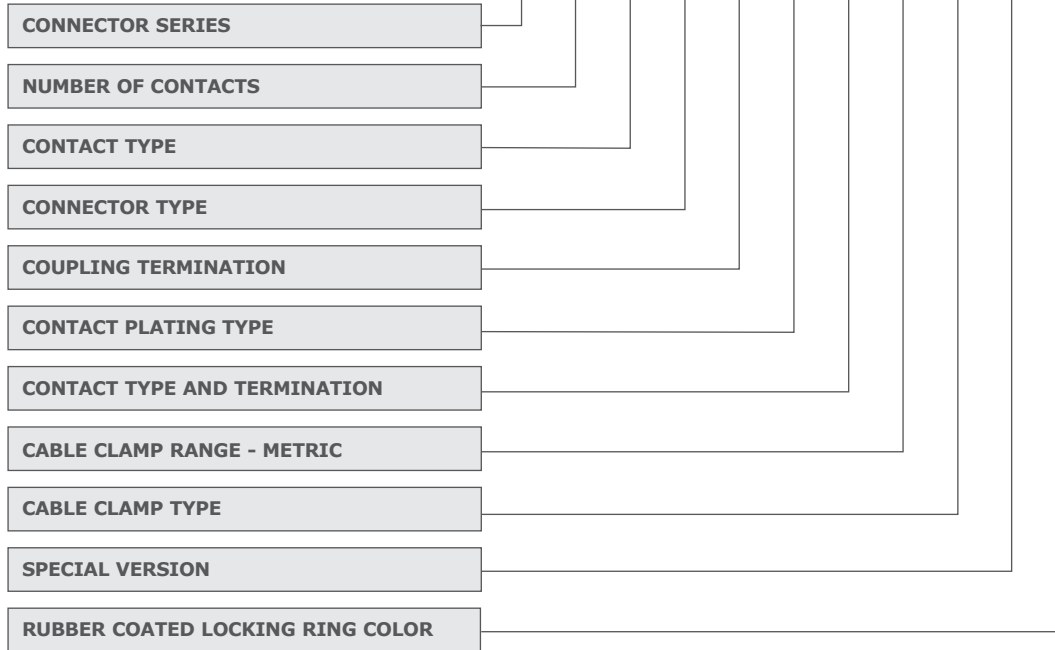 CONNECTOR SERIES
NUMBER OF CONTACTS
CONTACT TYPE
CONNECTOR TYPE
COUPLING TERMINATION
CONTACT PLATING TYPE
CONTACT TYPE AND TERMINATION
CABLE CLAMP RANGE - METRIC
CABLE CLAMP TYPE
SPECIAL VERSION
RUBBER COATED LOCKING RING COLOR